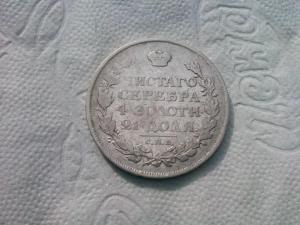 ЧИСТАГО
СЕРЕБРА
4 ЗОЛОТН
21 ДОЛЯ
С.П.Б.